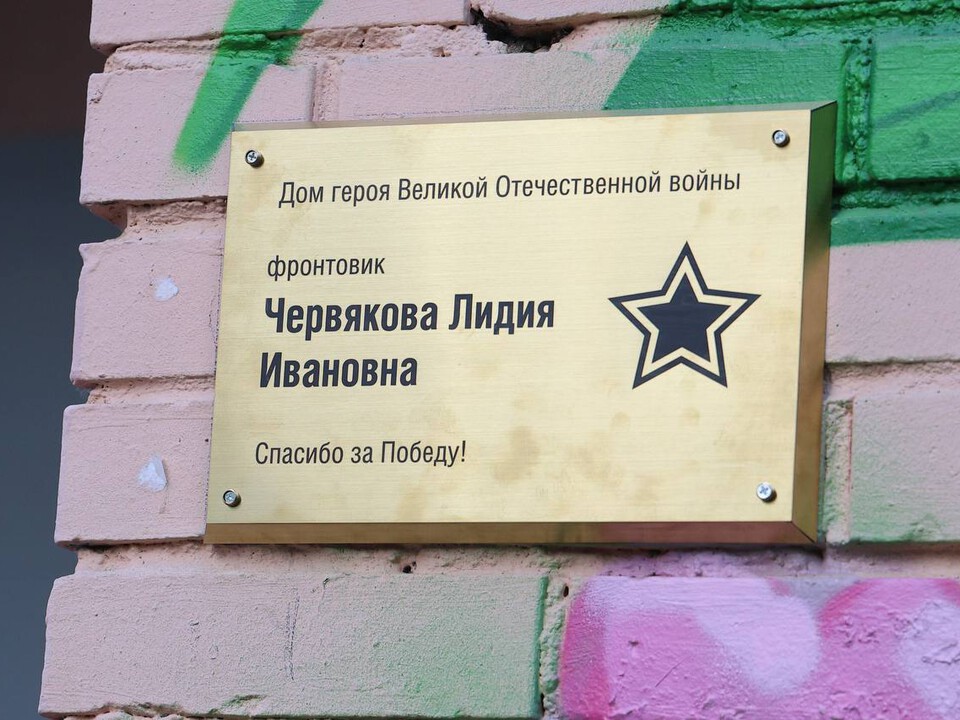 Дом героя Великой Отечественной войны
фронтовик
Червякова Лидия
Ивановна
Спасибо за Победу!